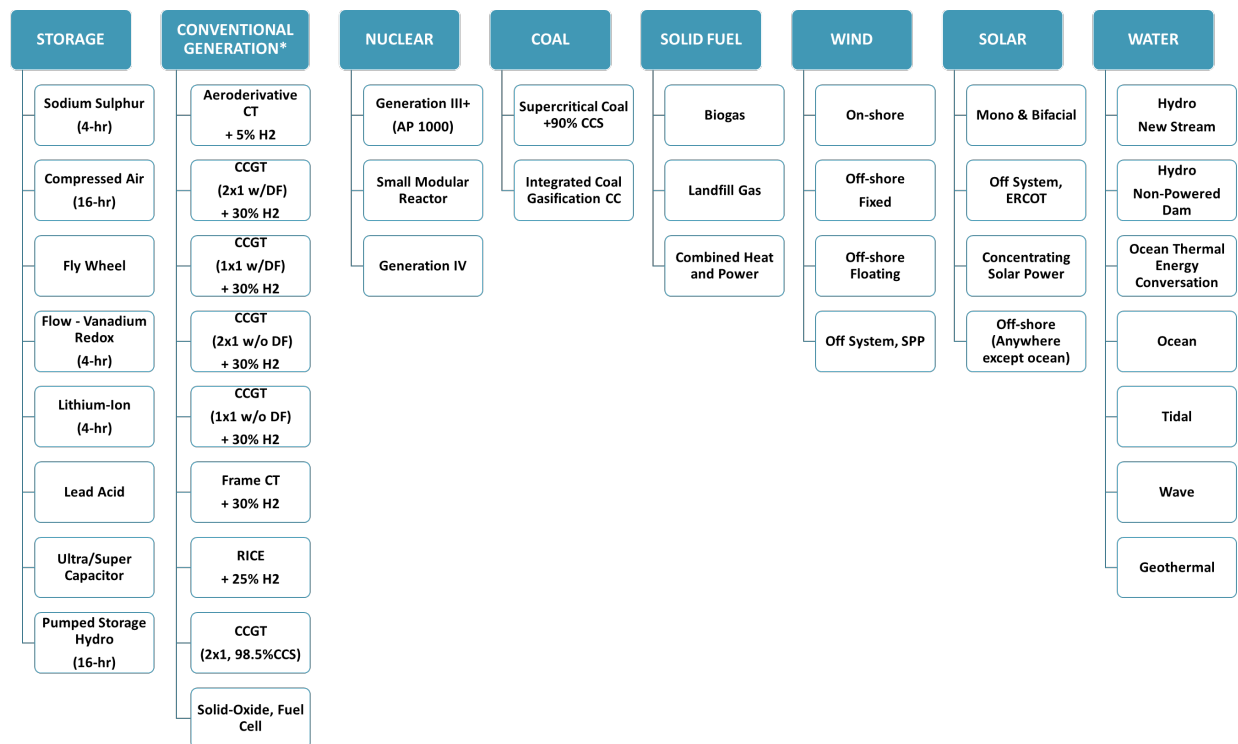 STORAGE
Sodium Sulphur
(4-hr)
Compressed Air
(16-hr)
Fly Wheel
Flow - Vanadium
Redox
(4-hr)
Lithium-Ion
(4-hr)
Lead Acid
Ultra/Super
Capacitor
Pumped Storage
Hydro
(16-hr)
CONVENTIONAL
GENERATION*
Aeroderivative
CT
+ 5% H2
CCGT
(2x1 w/DF)
+ 30% H2
CCGT
(1x1 w/DF)
+ 30% H2
CCGT
(2x1 w/o DF)
+ 30% H2
CCGT
(1x1 w/o DF)
+ 30% H2
Frame CT
+ 30% H2
RICE
+ 25% H2
CCGT
(2x1, 98.5%CCS)
Solid-Oxide, Fuel
Cell
NUCLEAR
Generation III+
(AP 1000)
Small Modular
Reactor
Generation IV
COAL
Supercritical Coal
+90% CCS
Integrated Coal
Gasification CC
SOLID FUEL
Biogas
Landfill Gas
Combined Heat
and Power
WIND
On-shore
Off-shore
Fixed
Off-shore
Floating
Off System, SPP
SOLAR
Mono & Bifacial
Off System,
ERCOT
Concentrating
Solar Power
Off-shore
(Anywhere
except ocean)
WATER
Hydro
New Stream
Hydro
Non-Powered
Dam
Ocean Thermal
Energy
Conversation
Ocean
Tidal
Wave
Geothermal